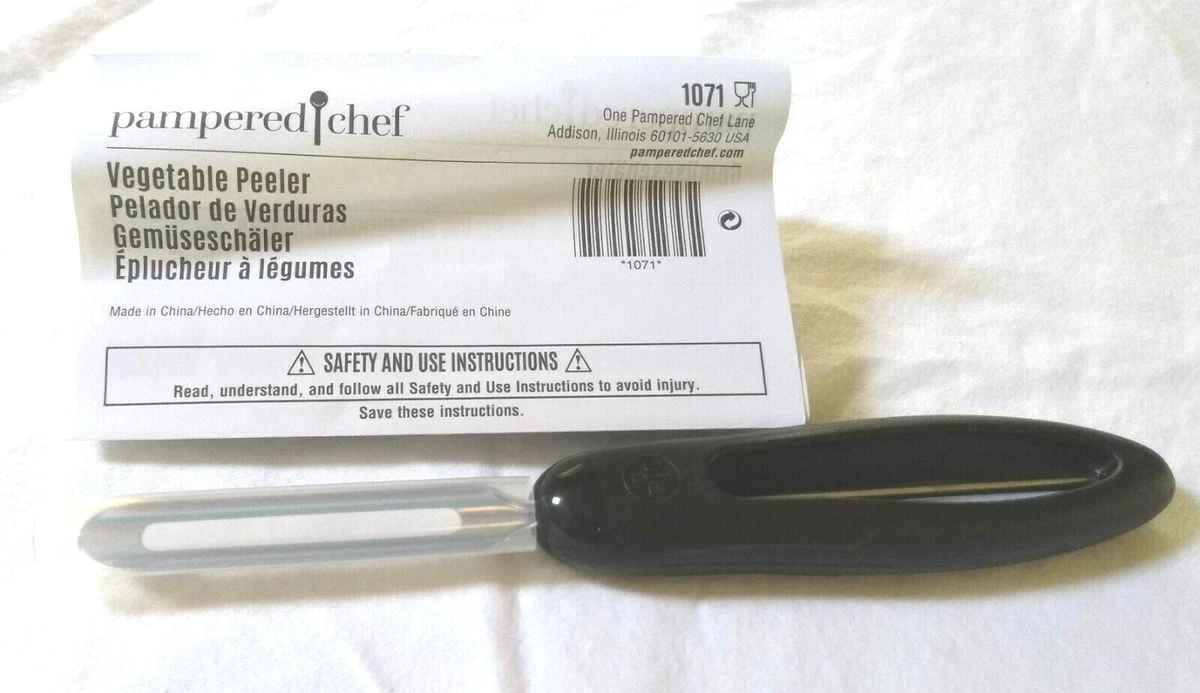 pampered chef
1071
One Pampered Chef Lane
Addison, Illinois 60101-5630 USA
pamperedchef.com
Vegetable Peeler
Pelador de Verduras
Gemüseschäler
Éplucheur à légumes
*1071*
Made in China/Hecho en China/Hergestellt in China/Fabriqué en Chine
SAFETY AND USE INSTRUCTIONS
Read, understand, and follow all Safety and Use Instructions to avoid injury.
Save these instructions.